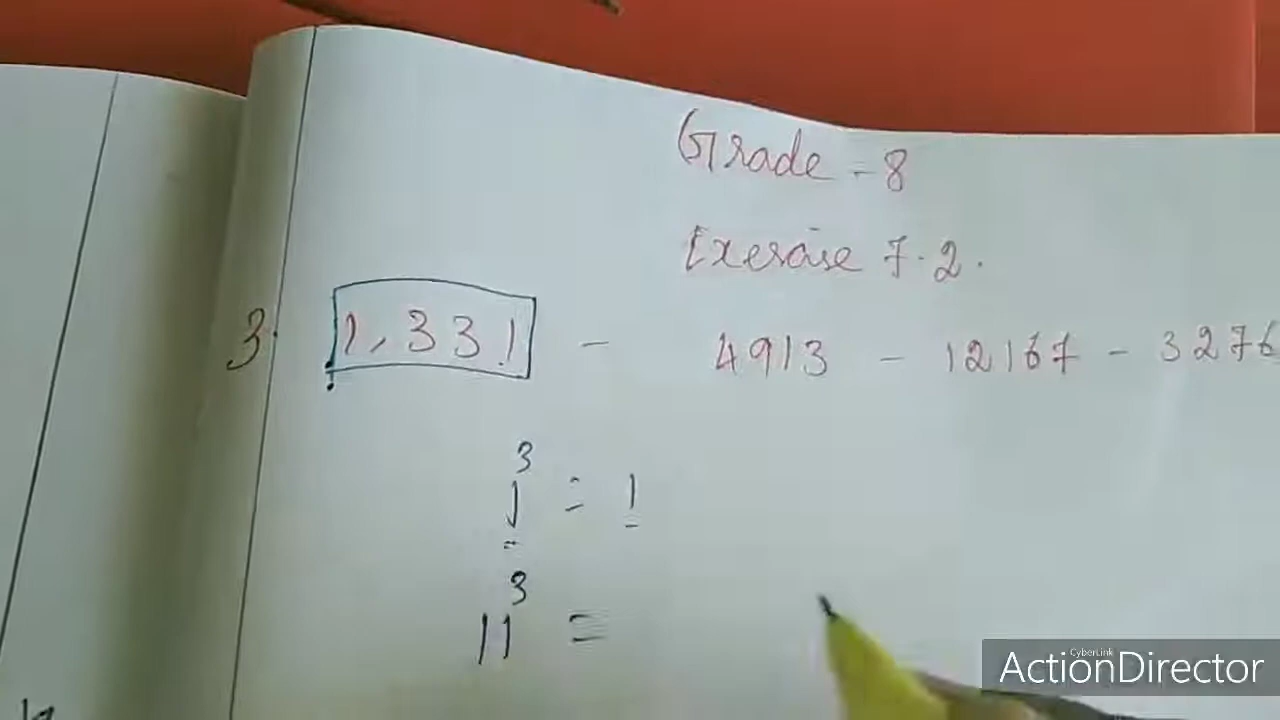 Grade - 8
Exercise 7.2.
3. 1,331 - 4913 - 12167 - 3276
1³ = 1
11³ =
CyberLink
ActionDirector